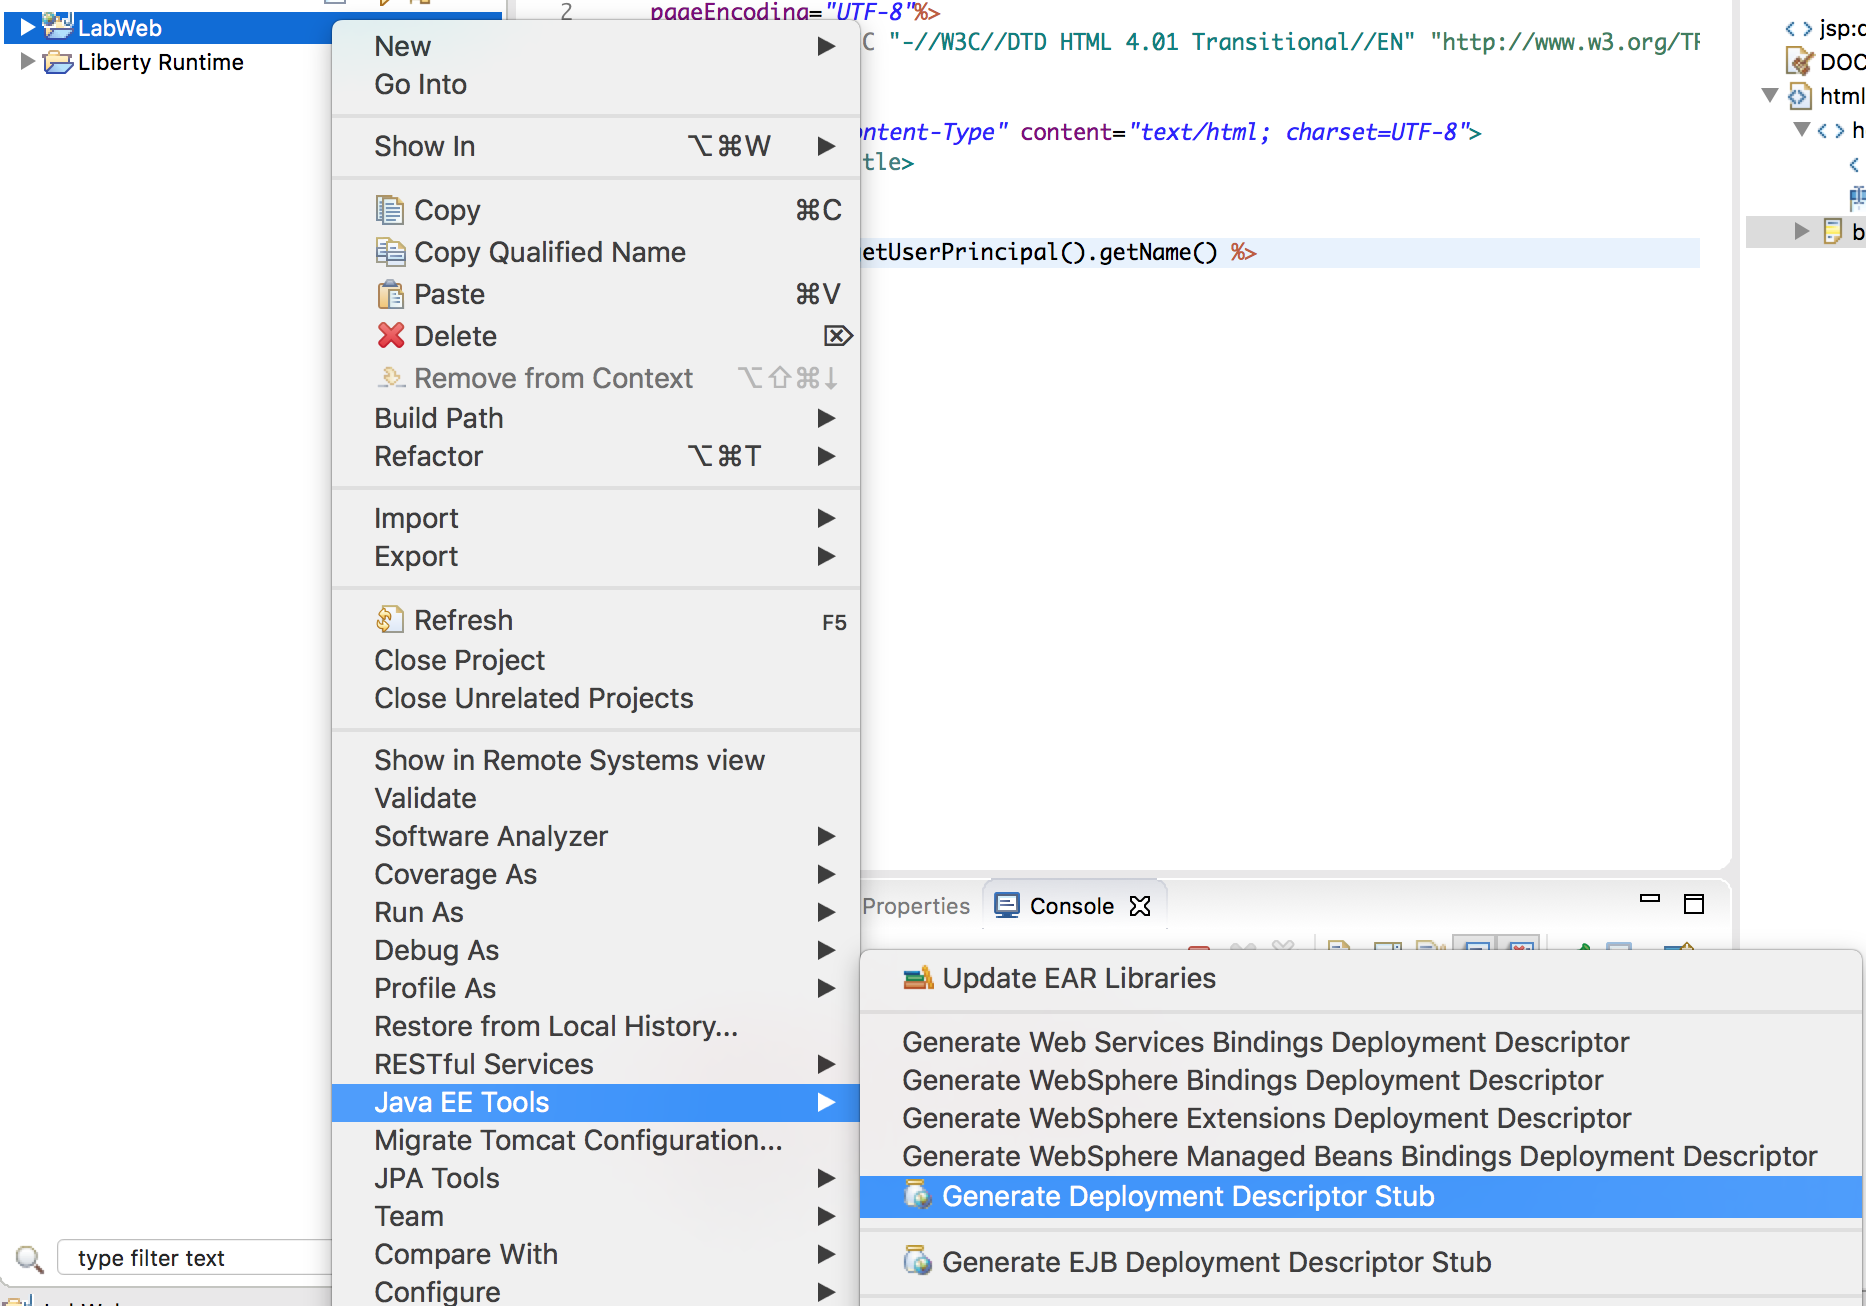 LabWeb
Liberty Runtime
type filter text
New
Go Into
Show In ⌥⌘W
Copy ⌘C
Copy Qualified Name
Paste ⌘V
Delete ⌦
Remove from Context ⌥⇧⌘↓
Build Path
Refactor ⌥⌘T
Import
Export
Refresh F5
Close Project
Close Unrelated Projects
Show in Remote Systems view
Validate
Software Analyzer
Coverage As
Run As
Debug As
Profile As
Restore from Local History...
RESTful Services
Java EE Tools
Migrate Tomcat Configuration...
JPA Tools
Team
Compare With
Configure
2 pageEncoding="UTF-8"%>
C "-//W3C//DTD HTML 4.01 Transitional//EN" "http://www.w3.org/TR
ontent-Type" content="text/html; charset=UTF-8">
tle>
etUserPrincipal().getName() %>
Properties
Console
Update EAR Libraries
Generate Web Services Bindings Deployment Descriptor
Generate WebSphere Bindings Deployment Descriptor
Generate WebSphere Extensions Deployment Descriptor
Generate WebSphere Managed Beans Bindings Deployment Descriptor
Generate Deployment Descriptor Stub
Generate EJB Deployment Descriptor Stub
jsp:d
DOC
html
h
b